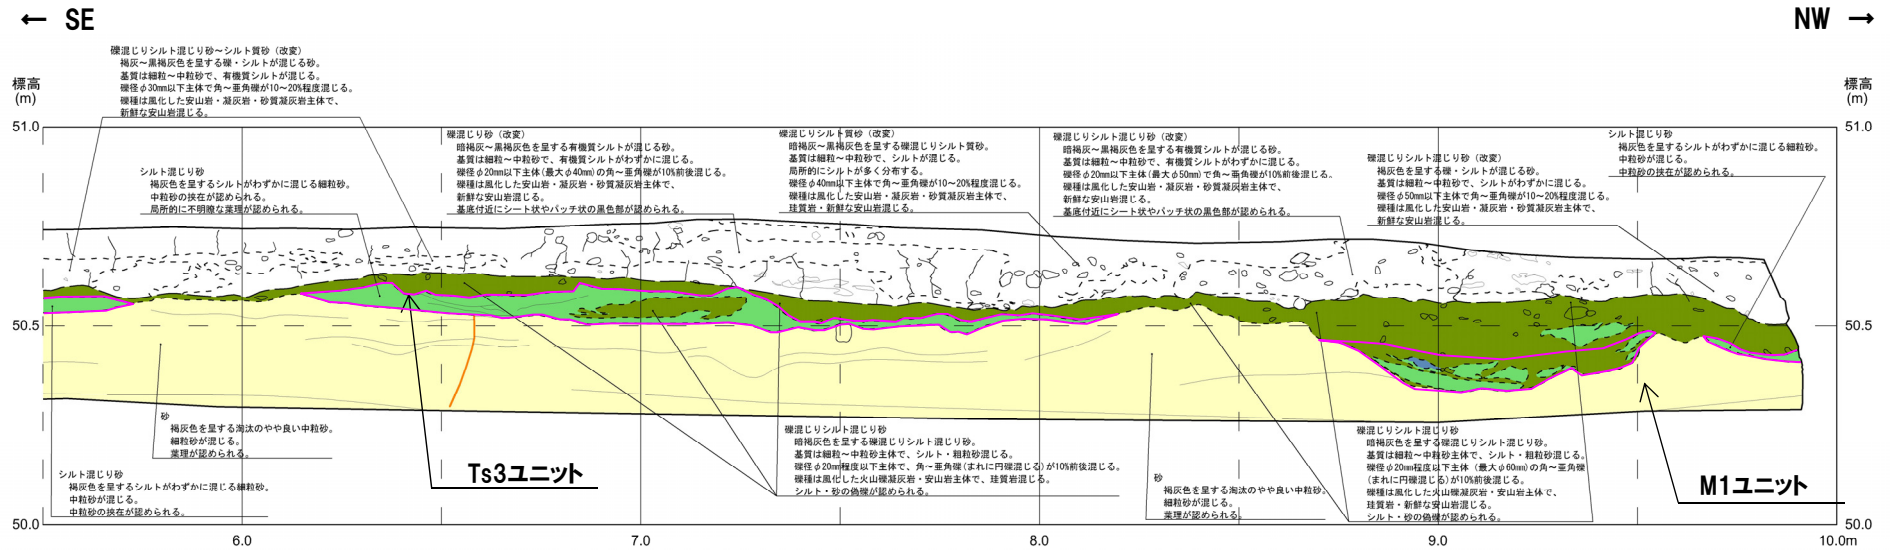 ← SE
NW →
標高
(m)
51.0
50.5
礫混じりシルト混じり砂～シルト質砂（改変）
褐灰～黒褐灰色を呈する礫・シルトが混じる砂。
基質は細粒～中粒砂で、有機質シルトが混じる。
礫径φ30mm以下主体で角～亜角礫が10～20%程度混じる。
礫種は風化した安山岩・凝灰岩・砂質凝灰岩主体で、
新鮮な安山岩混じる。
シルト混じり砂
褐灰色を呈するシルトがわずかに混じる細粒砂。
中粒砂の挟在が認められる。
局所的に不明瞭な葉理が認められる。
礫混じり砂（改変）
暗褐灰～黒褐灰色を呈する有機質シルトが混じる砂。
基質は細粒～中粒砂で、有機質シルトがわずかに混じる。
礫径φ20mm以下主体(最大φ40mm)の角～亜角礫が10%前後混じる。
礫種は風化した安山岩・凝灰岩・砂質凝灰岩主体で、
新鮮な安山岩混じる。
基底付近にシート状やパッチ状の黒色部が認められる。
礫混じりシルト質砂（改変）
暗褐灰～黒褐灰色を呈する礫混じりシルト質砂。
基質は細粒～中粒砂で、シルトが混じる。
局所的にシルトが多く分布する。
礫径φ40mm以下主体で角～亜角礫が10～20%程度混じる。
礫種は風化した安山岩・凝灰岩・砂質凝灰岩主体で、
珪質岩・新鮮な安山岩混じる。
礫混じりシルト混じり砂（改変）
暗褐灰～黒褐灰色を呈する有機質シルトが混じる砂。
基質は細粒～中粒砂で、有機質シルトがわずかに混じる。
礫径φ20mm以下主体(最大φ50mm)で角～亜角礫が10%前後混じる。
礫種は風化した安山岩・凝灰岩・砂質凝灰岩主体で、
新鮮な安山岩混じる。
基底付近にシート状やパッチ状の黒色部が認められる。
礫混じりシルト混じり砂（改変）
褐灰色を呈する礫・シルトが混じる砂。
基質は細粒～中粒砂で、シルトがわずかに混じる。
礫径φ50mm以下主体で角～亜角礫が10～20%程度混じる。
礫種は風化した安山岩・凝灰岩・砂質凝灰岩主体で、
新鮮な安山岩混じる。
シルト混じり砂
褐灰色を呈するシルトがわずかに混じる細粒砂。
中粒砂が混じる。
中粒砂の挟在が認められる。
標高
(m)
51.0
50.5
砂
褐灰色を呈する淘汰のやや良い中粒砂。
細粒砂が混じる。
葉理が認められる。
シルト混じり砂
褐灰色を呈するシルトがわずかに混じる細粒砂。
中粒砂が混じる。
中粒砂の挟在が認められる。
Ts3ユニット
礫混じりシルト混じり砂
暗褐灰色を呈する礫混じりシルト混じり砂。
基質は細粒～中粒砂主体で、シルト・粗粒砂混じる。
礫径φ20mm程度以下主体で、角～亜角礫(まれに円礫混じる)が10%前後混じる。
礫種は風化した火山礫凝灰岩・安山岩主体で、珪質岩混じる。
シルト・砂の偽礫が認められる。
砂
褐灰色を呈する淘汰のやや良い中粒砂。
細粒砂が混じる。
葉理が認められる。
礫混じりシルト混じり砂
暗褐色を呈する礫混じりシルト混じり砂。
基質は細粒～中粒砂主体で、シルト・粗粒砂混じる。
礫径φ20mm程度以下主体（最大φ60mm)の角～亜角礫
(まれに円礫混じる)が10%前後混じる。
礫種は風化した火山礫凝灰岩・安山岩主体で、
珪質岩・新鮮な安山岩混じる。
シルト・砂の偽礫が認められる。
M1ユニット
50.0
50.0
6.0
7.0
8.0
9.0
10.0m